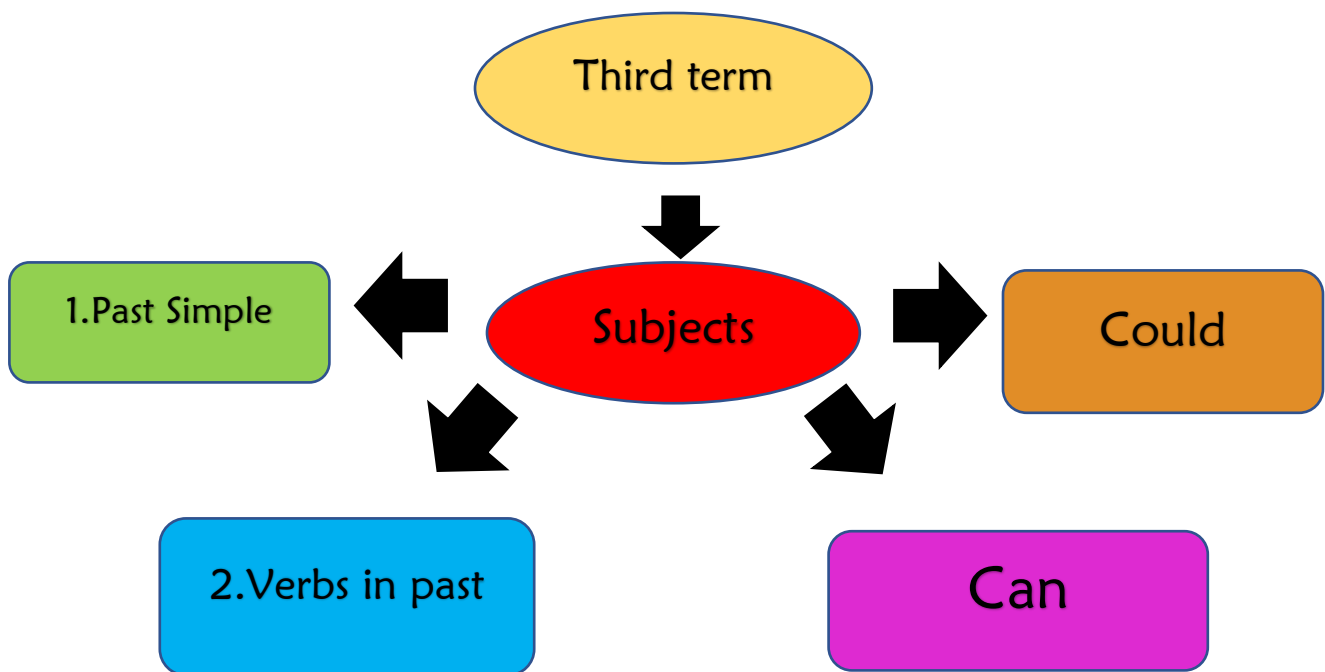 Third term
1.Past Simple
Subjects
Could
2.Verbs in past
Can